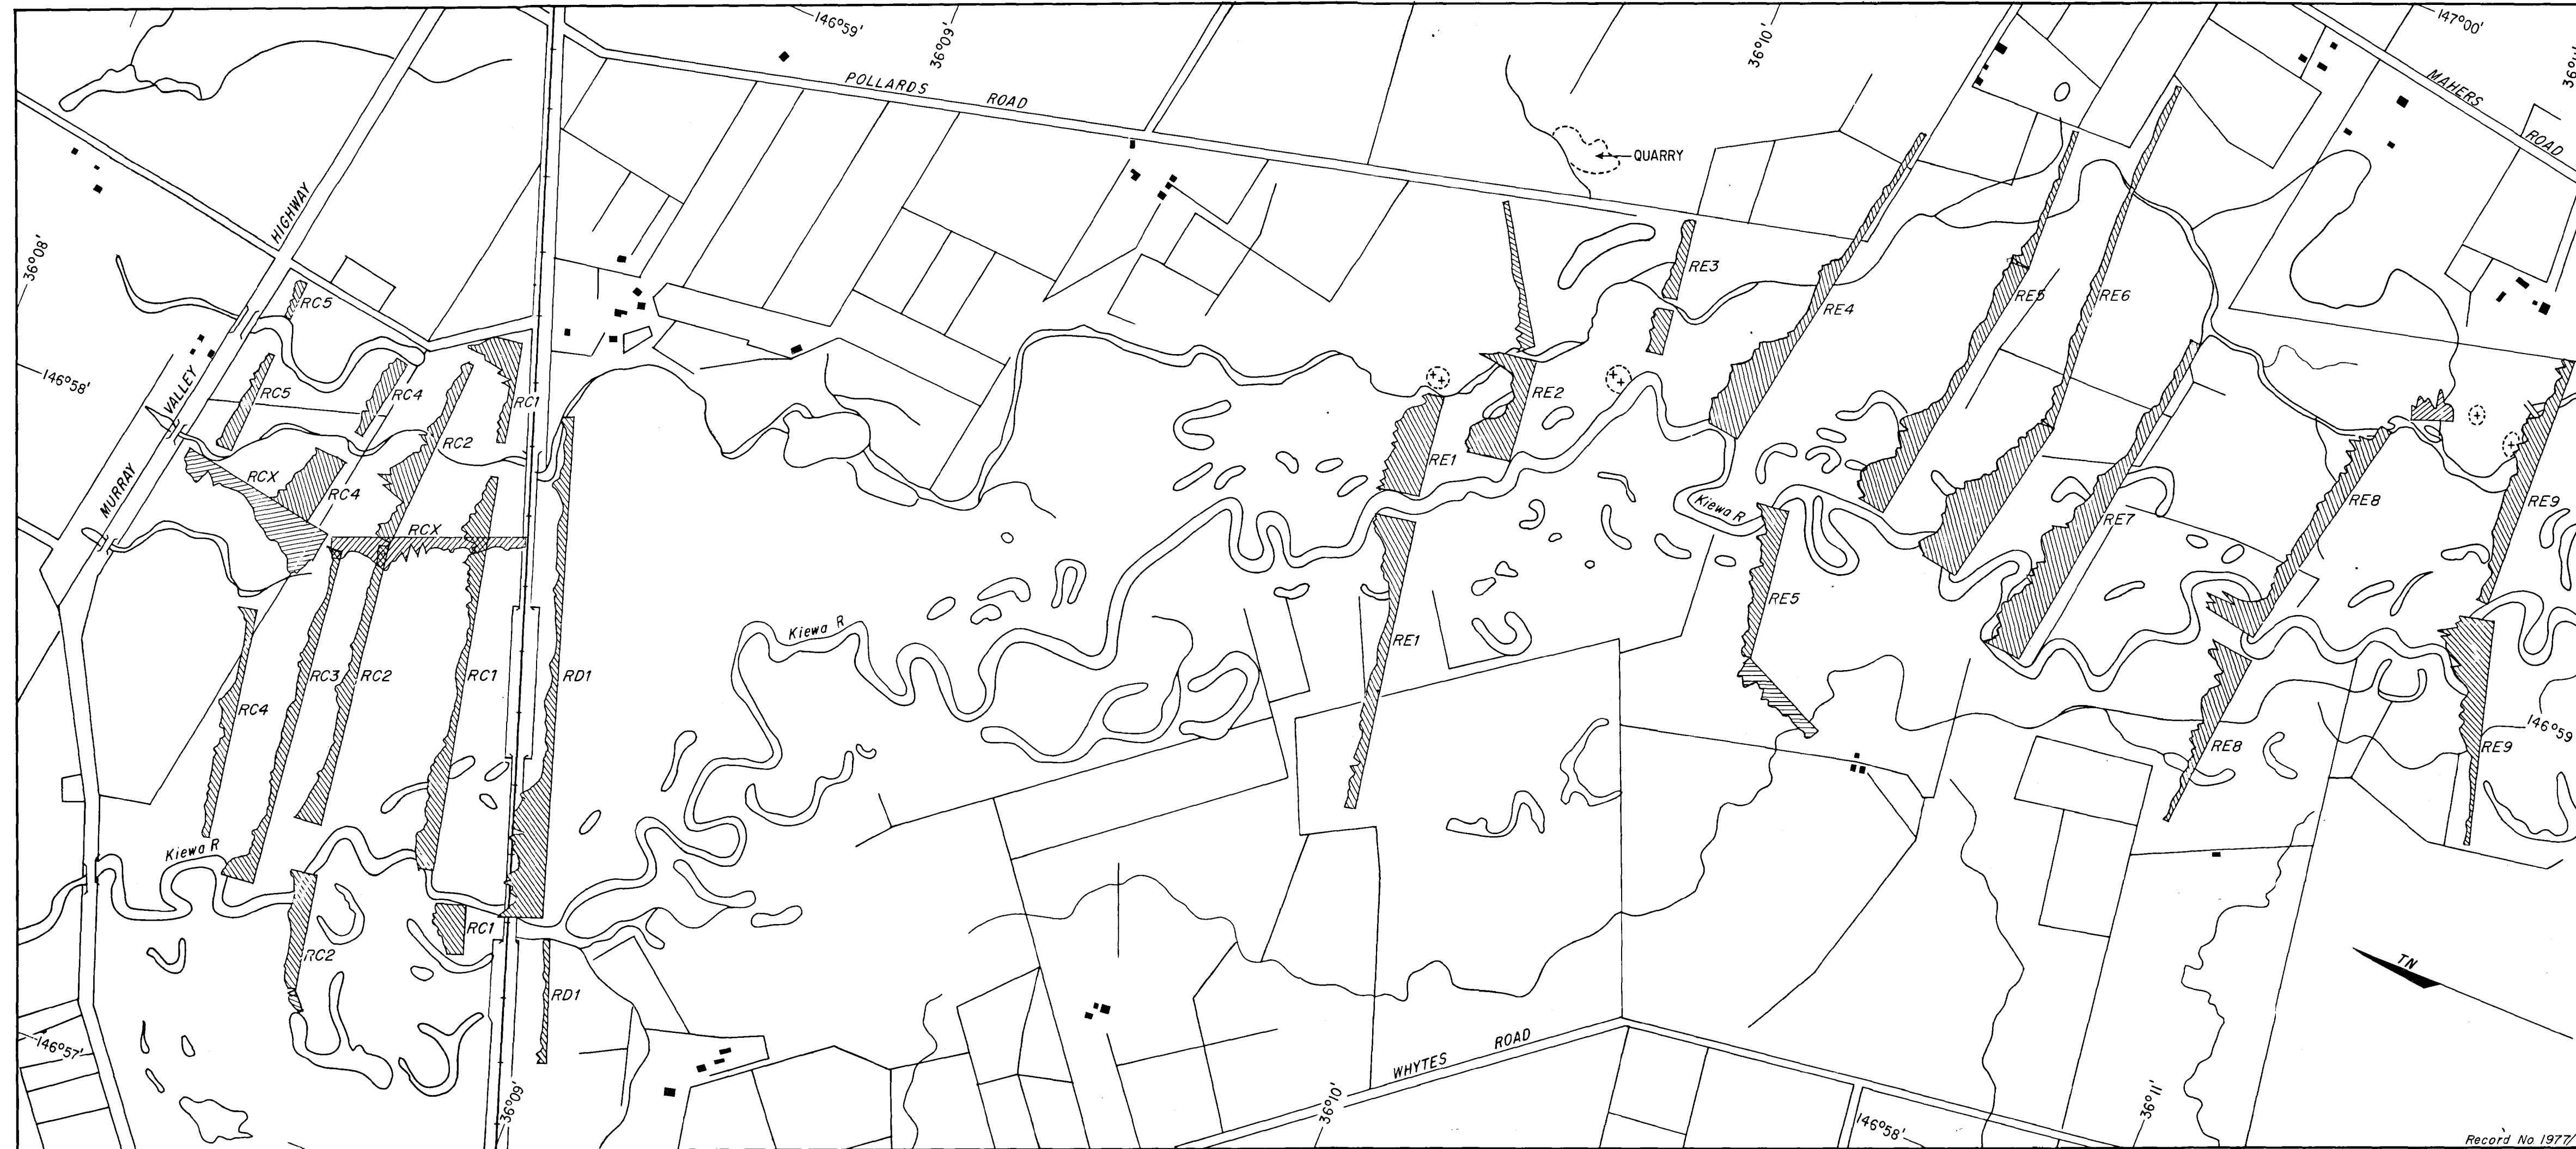 146°59'
36°09'
36°10'
147°00'
MAHERS
ROAD
POLLARDS ROAD
QUARRY
HIGHWAY
36°08'
RE3
RC5
RE5
RE6
RE4
146°58'
VALLEY
RC5
RC4
RC1
RE2
RC2
RE1
RCX
RC4
MURRAY
RCX
Kiewa R
RE7
RE8
RE9
RE5
Kiewa R
RE1
RC3
RC2
RC1
RD1
RC4
146°59
RE8
RE9
Kiewa R
RC1
RC2
RD1
TN
146°57'
WHYTES ROAD
36°09'
36°10'
36°11'
146°58'
Record No 1977/